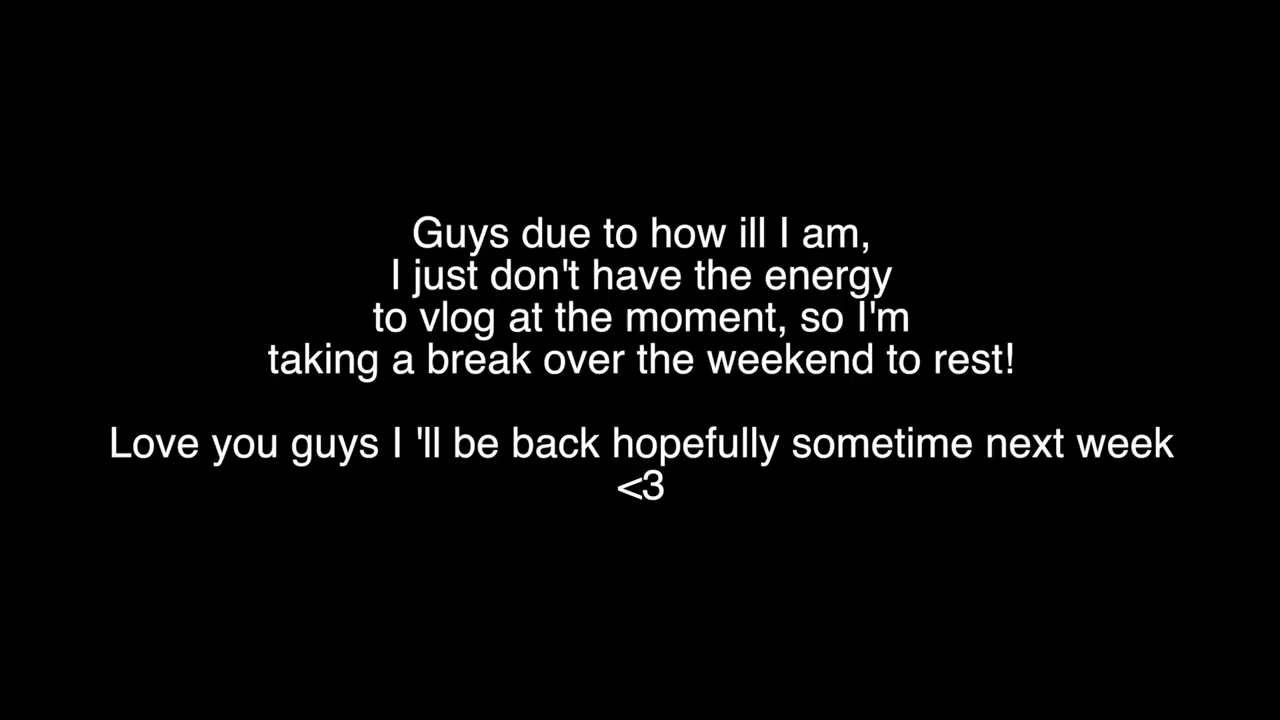 Guys due to how ill I am,
I just don't have the energy
to vlog at the moment, so I'm
taking a break over the weekend to rest!
Love you guys I 'll be back hopefully sometime next week
<3